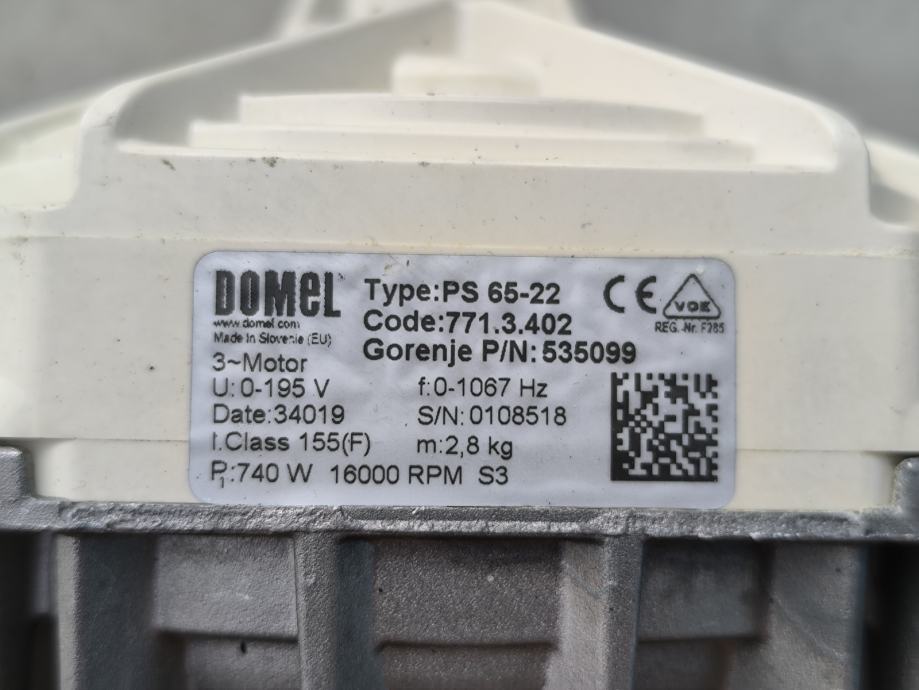 DOMEL
www.domel.com
Made in Slovenie (EU)
Type:PS 65-22
Code:771.3.402
Gorenje P/N: 535099
CE
VDE
REG.-Nr. F285
3~Motor
U: 0-195 V f:0-1067 Hz
Date:34019 S/N: 0108518
I.Class 155(F) m:2,8 kg
P₁:740 W 16000 RPM S3